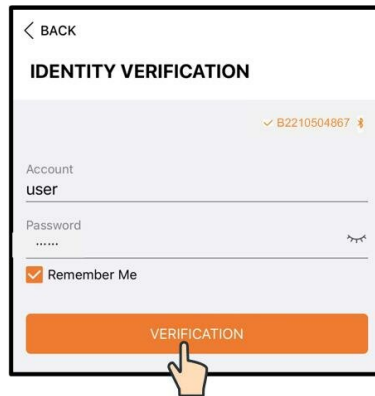 BACK
IDENTITY VERIFICATION
B2210504867
Account
user
Password
......
Remember Me
VERIFICATION